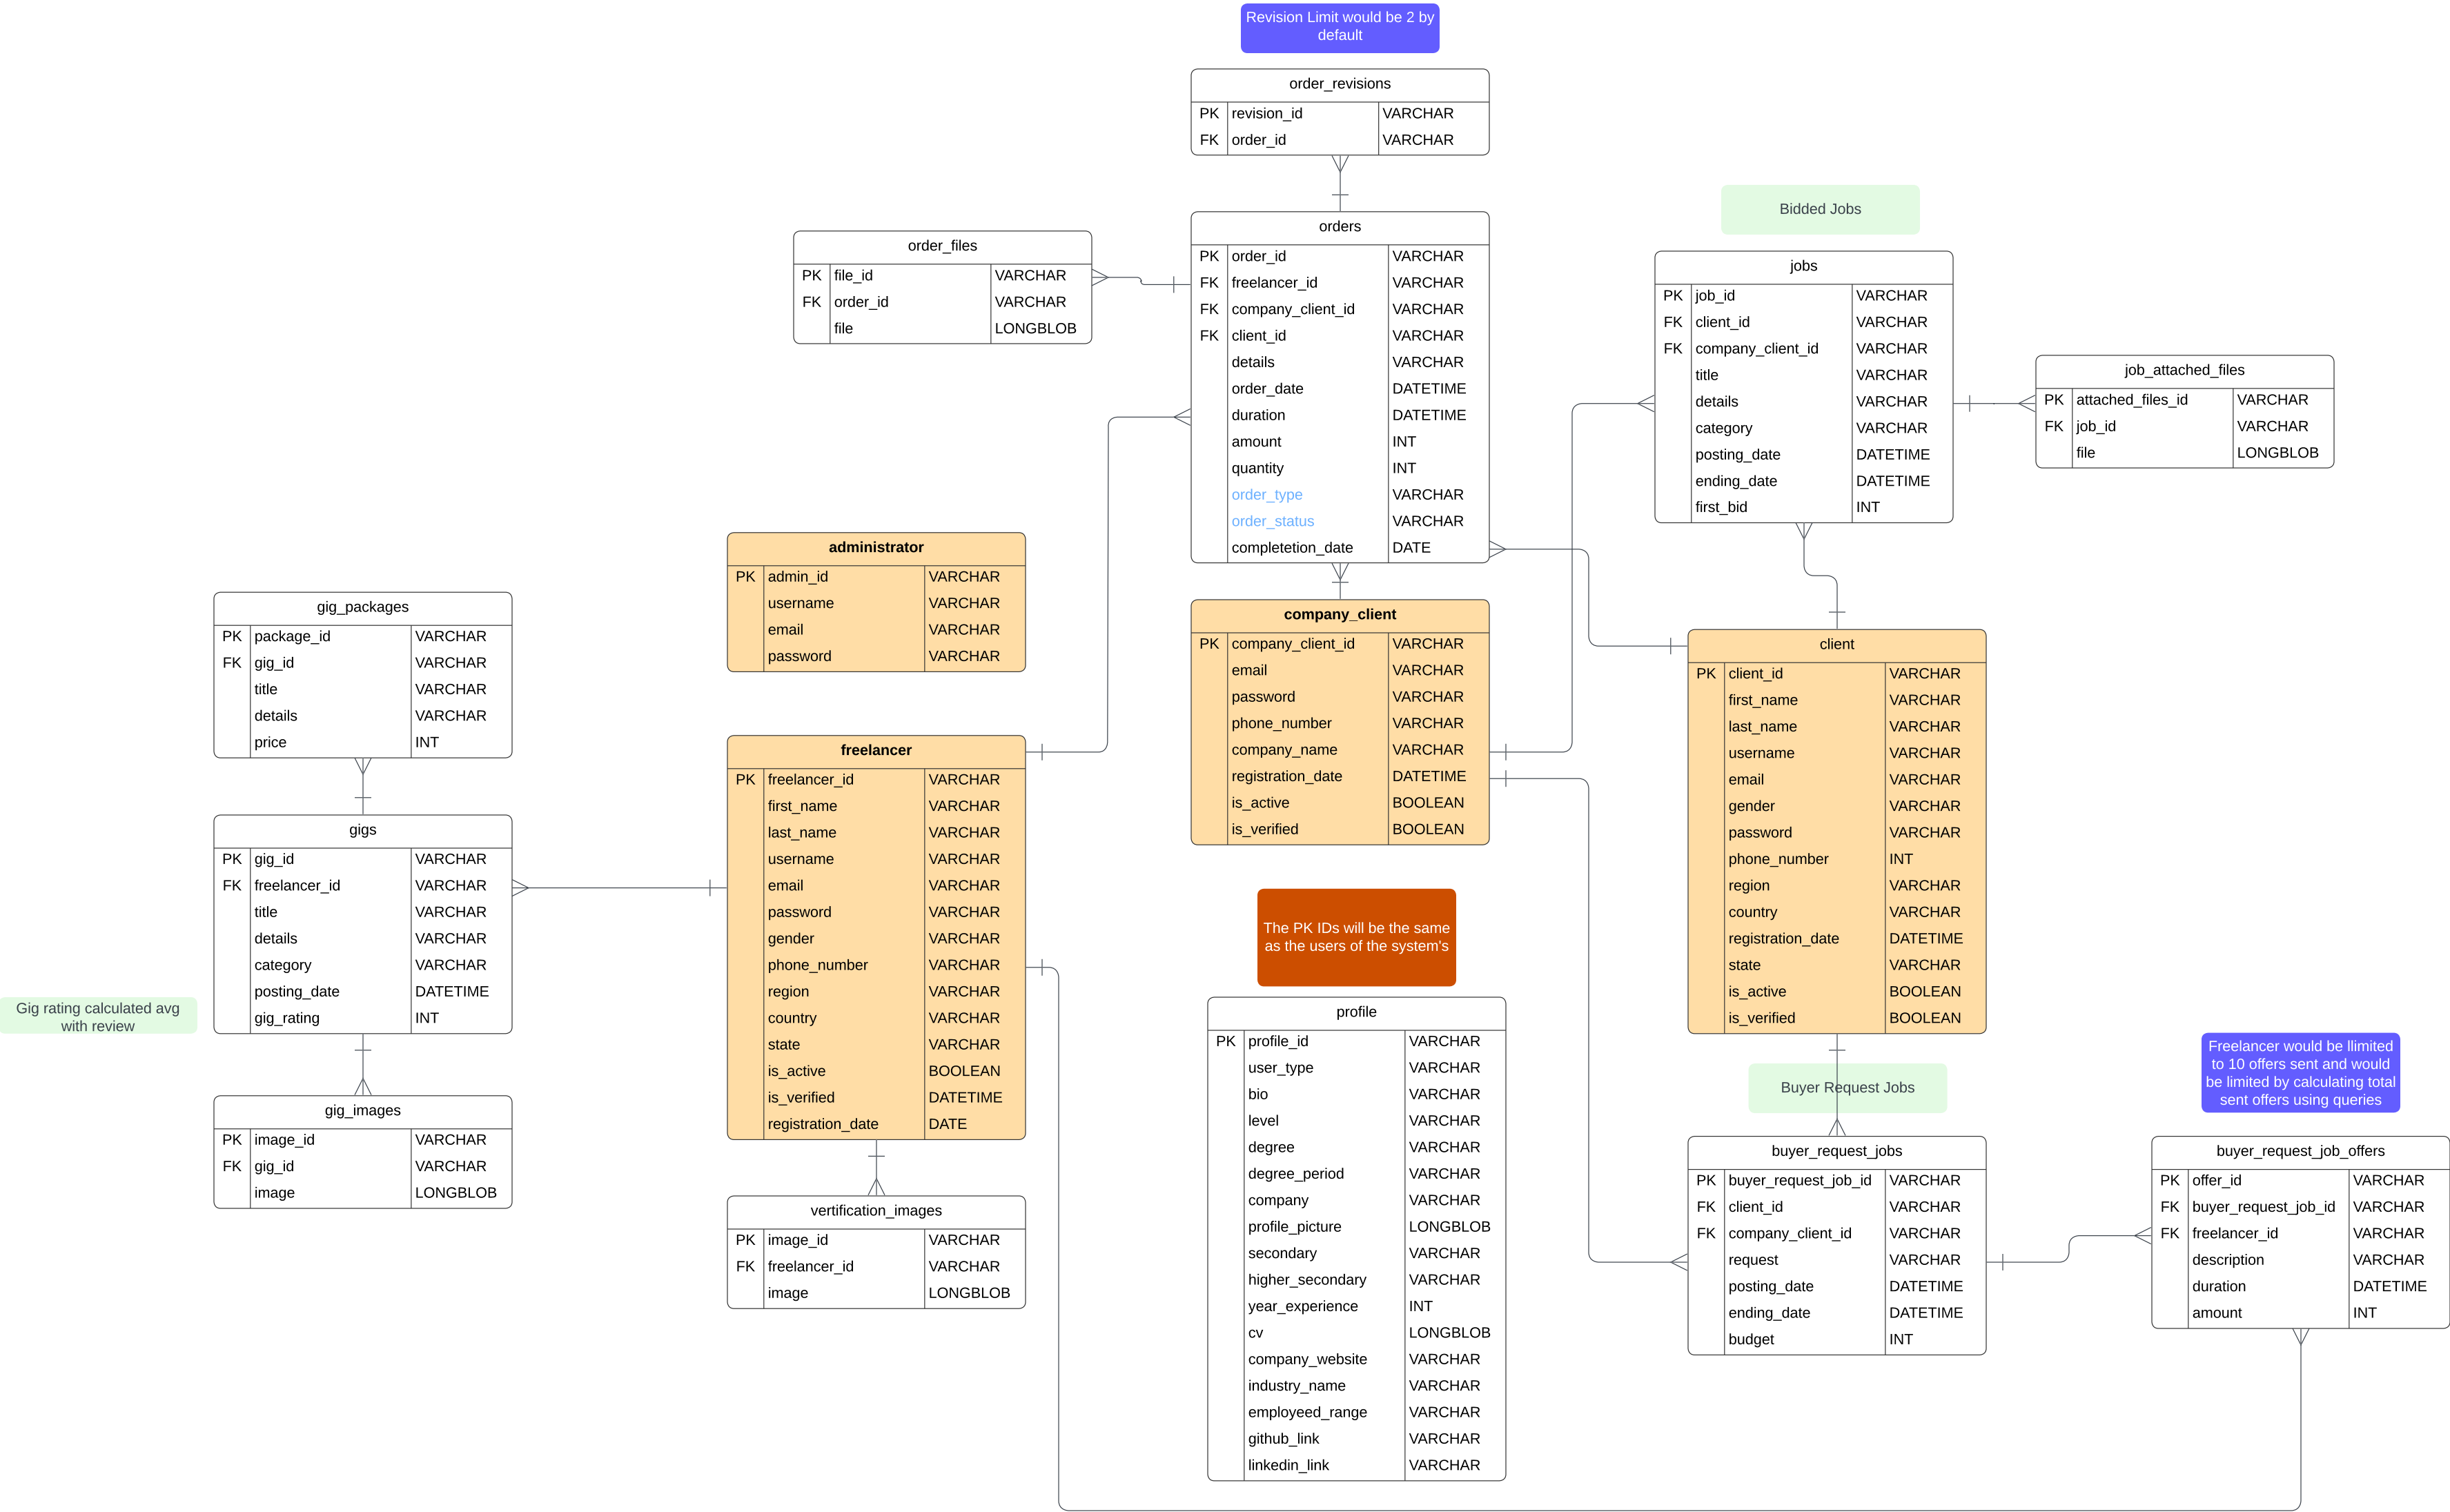 Revision Limit would be 2 by
default
order_revisions
PK revision_id VARCHAR
FK order_id VARCHAR
order_files
PK file_id VARCHAR
FK order_id VARCHAR
file LONGBLOB
orders
PK order_id VARCHAR
FK freelancer_id VARCHAR
FK company_client_id VARCHAR
FK client_id VARCHAR
details VARCHAR
order_date DATETIME
duration DATETIME
amount INT
quantity INT
order_type VARCHAR
order_status VARCHAR
completetion_date DATE
Bidded Jobs
jobs
PK job_id VARCHAR
FK client_id VARCHAR
FK company_client_id VARCHAR
title VARCHAR
details VARCHAR
category VARCHAR
posting_date DATETIME
ending_date DATETIME
first_bid INT
job_attached_files
PK attached_files_id VARCHAR
FK job_id VARCHAR
file LONGBLOB
administrator
PK admin_id VARCHAR
username VARCHAR
email VARCHAR
password VARCHAR
gig_packages
PK package_id VARCHAR
FK gig_id VARCHAR
title VARCHAR
details VARCHAR
price INT
company_client
PK company_client_id VARCHAR
email VARCHAR
password VARCHAR
phone_number VARCHAR
company_name VARCHAR
registration_date DATETIME
is_active BOOLEAN
is_verified BOOLEAN
client
PK client_id VARCHAR
first_name VARCHAR
last_name VARCHAR
username VARCHAR
email VARCHAR
gender VARCHAR
password VARCHAR
phone_number INT
region VARCHAR
country VARCHAR
registration_date DATETIME
state VARCHAR
is_active BOOLEAN
is_verified BOOLEAN
freelancer
PK freelancer_id VARCHAR
first_name VARCHAR
last_name VARCHAR
username VARCHAR
email VARCHAR
password VARCHAR
gender VARCHAR
phone_number VARCHAR
region VARCHAR
country VARCHAR
state VARCHAR
is_active BOOLEAN
is_verified DATETIME
registration_date DATE
gigs
PK gig_id VARCHAR
FK freelancer_id VARCHAR
title VARCHAR
details VARCHAR
category VARCHAR
posting_date DATETIME
gig_rating INT
Gig rating calculated avg
with review
gig_images
PK image_id VARCHAR
FK gig_id VARCHAR
image LONGBLOB
vertification_images
PK image_id VARCHAR
FK freelancer_id VARCHAR
image LONGBLOB
The PK IDs will be the same
as the users of the system's
profile
PK profile_id VARCHAR
user_type VARCHAR
bio VARCHAR
level VARCHAR
degree VARCHAR
degree_period VARCHAR
company VARCHAR
profile_picture LONGBLOB
secondary VARCHAR
higher_secondary VARCHAR
year_experience INT
cv LONGBLOB
company_website VARCHAR
industry_name VARCHAR
employeed_range VARCHAR
github_link VARCHAR
linkedin_link VARCHAR
Buyer Request Jobs
buyer_request_jobs
PK buyer_request_job_id VARCHAR
FK client_id VARCHAR
FK company_client_id VARCHAR
request VARCHAR
posting_date DATETIME
ending_date DATETIME
budget INT
Freelancer would be llimited
to 10 offers sent and would
be limited by calculating total
sent offers using queries
buyer_request_job_offers
PK offer_id VARCHAR
FK buyer_request_job_id VARCHAR
FK freelancer_id VARCHAR
description VARCHAR
duration DATETIME
amount INT